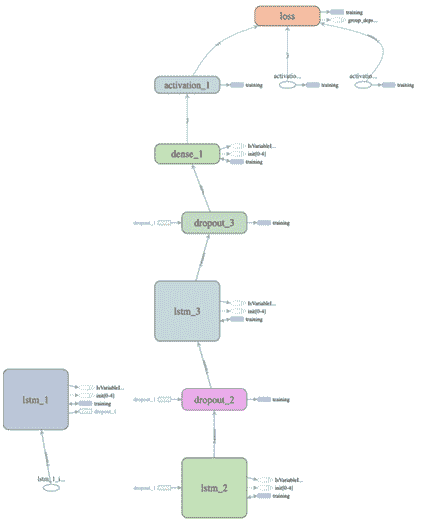 loss
training
group_depe...
activation_1
training
activatio...
training
activatio...
training
dense_1
IsVariableI...
init[0-4]
training
dropout_1
dropout_3
training
lstm_3
IsVariableI...
init[0-4]
training
lstm_1
IsVariableI...
init[0-4]
training
dropout_1
dropout_1
dropout_2
training
lstm_1_i...
dropout_1
lstm_2
IsVariableI...
init[0-4]
training